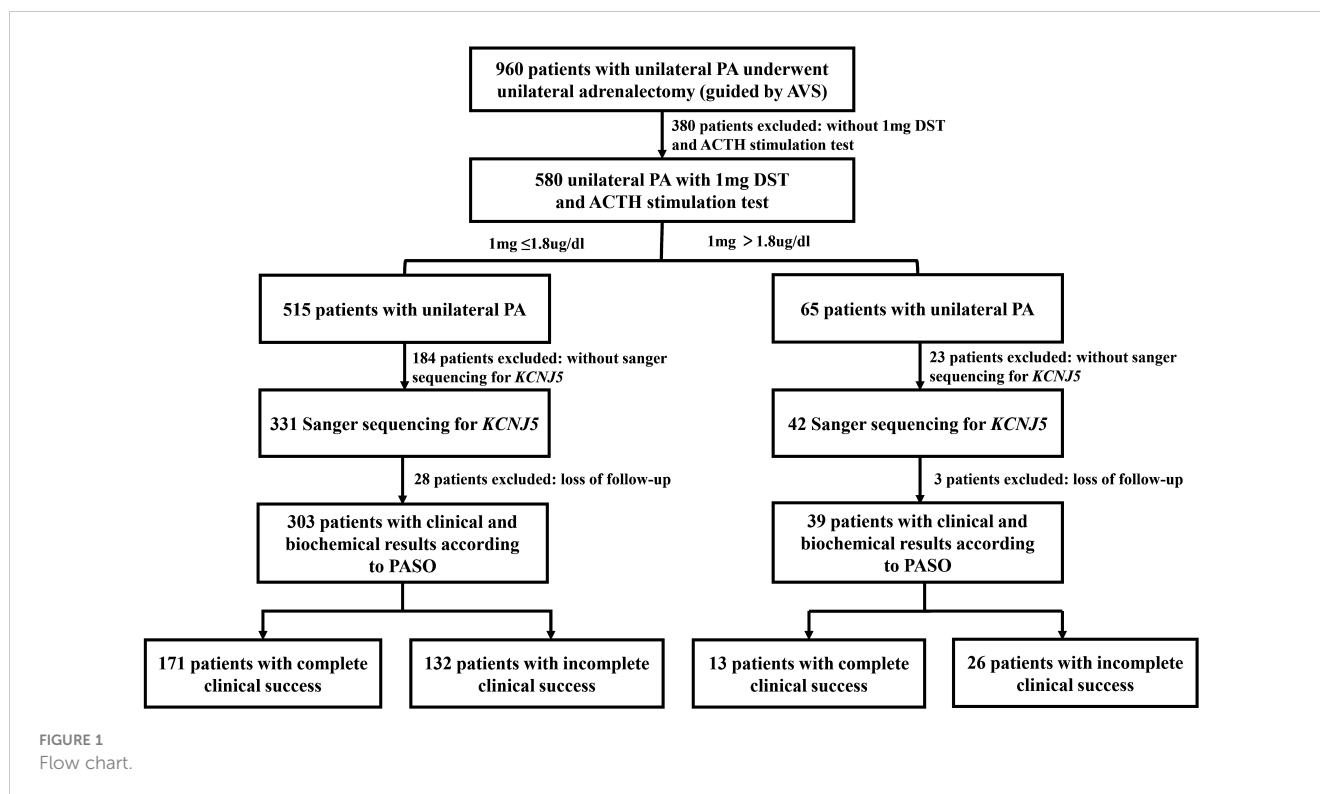 960 patients with unilateral PA underwent
unilateral adrenalectomy (guided by AVS)
380 patients excluded: without 1mg DST
and ACTH stimulation test
580 unilateral PA with 1mg DST
and ACTH stimulation test
1mg ≤1.8ug/dl
1mg > 1.8ug/dl
515 patients with unilateral PA
65 patients with unilateral PA
184 patients excluded: without sanger
sequencing for KCNJ5
23 patients excluded: without sanger
sequencing for KCNJ5
331 Sanger sequencing for KCNJ5
42 Sanger sequencing for KCNJ5
28 patients excluded: loss of follow-up
3 patients excluded: loss of follow-up
303 patients with clinical and
biochemical results according
to PASO
39 patients with clinical and
biochemical results according
to PASO
171 patients with complete
clinical success
132 patients with incomplete
clinical success
13 patients with complete
clinical success
26 patients with incomplete
clinical success
FIGURE 1
Flow chart.